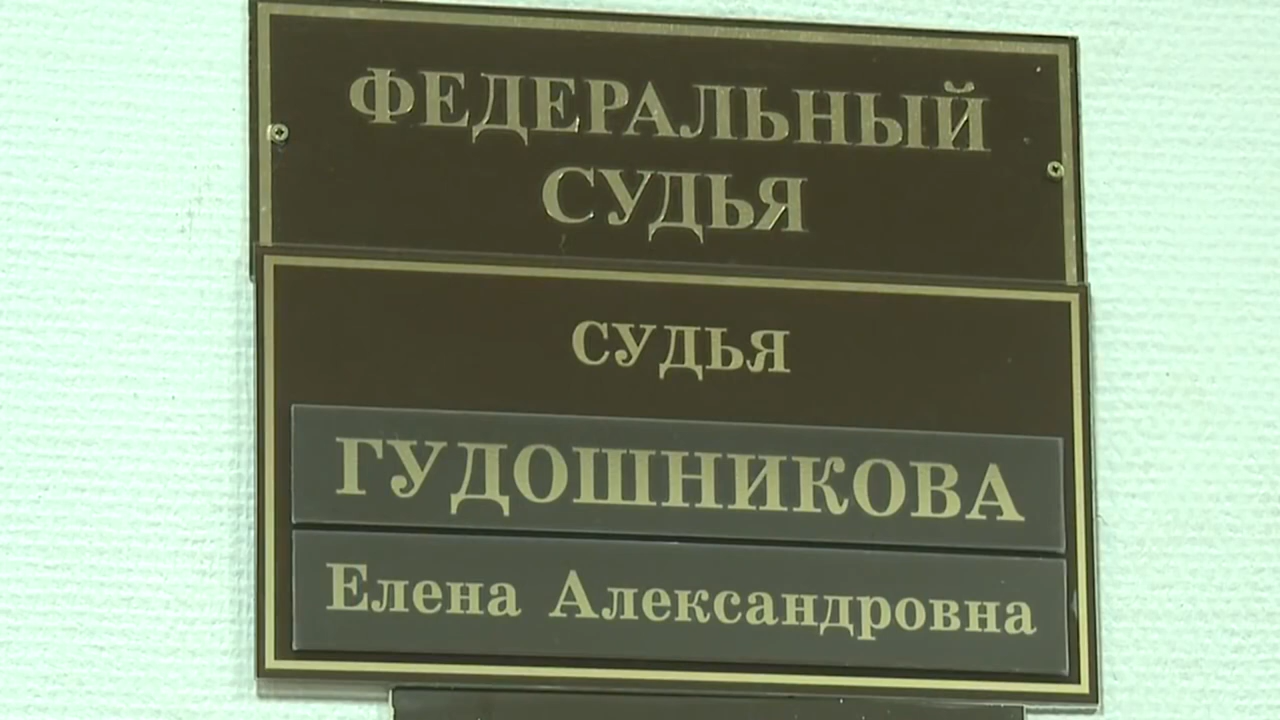 ФЕДЕРАЛЬНЫЙ
СУДЬЯ
СУДЬЯ
ГУДОШНИКОВА
Елена Александровна